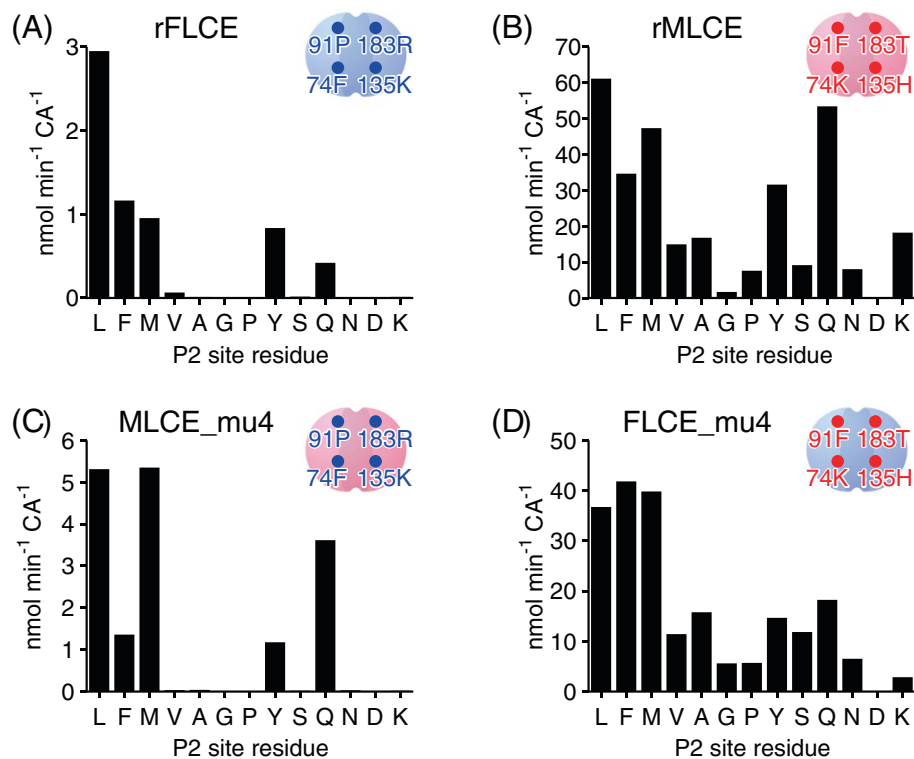 (A) rFLCE
91P 183R
74F 135K
nmol min⁻¹ CA⁻¹
3
2
1
0
L F M V A G P Y S Q N D K
P2 site residue
(B) rMLCE
91F 183T
74K 135H
nmol min⁻¹ CA⁻¹
70
60
50
40
30
20
10
0
L F M V A G P Y S Q N D K
P2 site residue
(C) MLCE_mu4
91P 183R
74F 135K
nmol min⁻¹ CA⁻¹
6
5
4
3
2
1
0
L F M V A G P Y S Q N D K
P2 site residue
(D) FLCE_mu4
91F 183T
74K 135H
nmol min⁻¹ CA⁻¹
50
40
30
20
10
0
L F M V A G P Y S Q N D K
P2 site residue